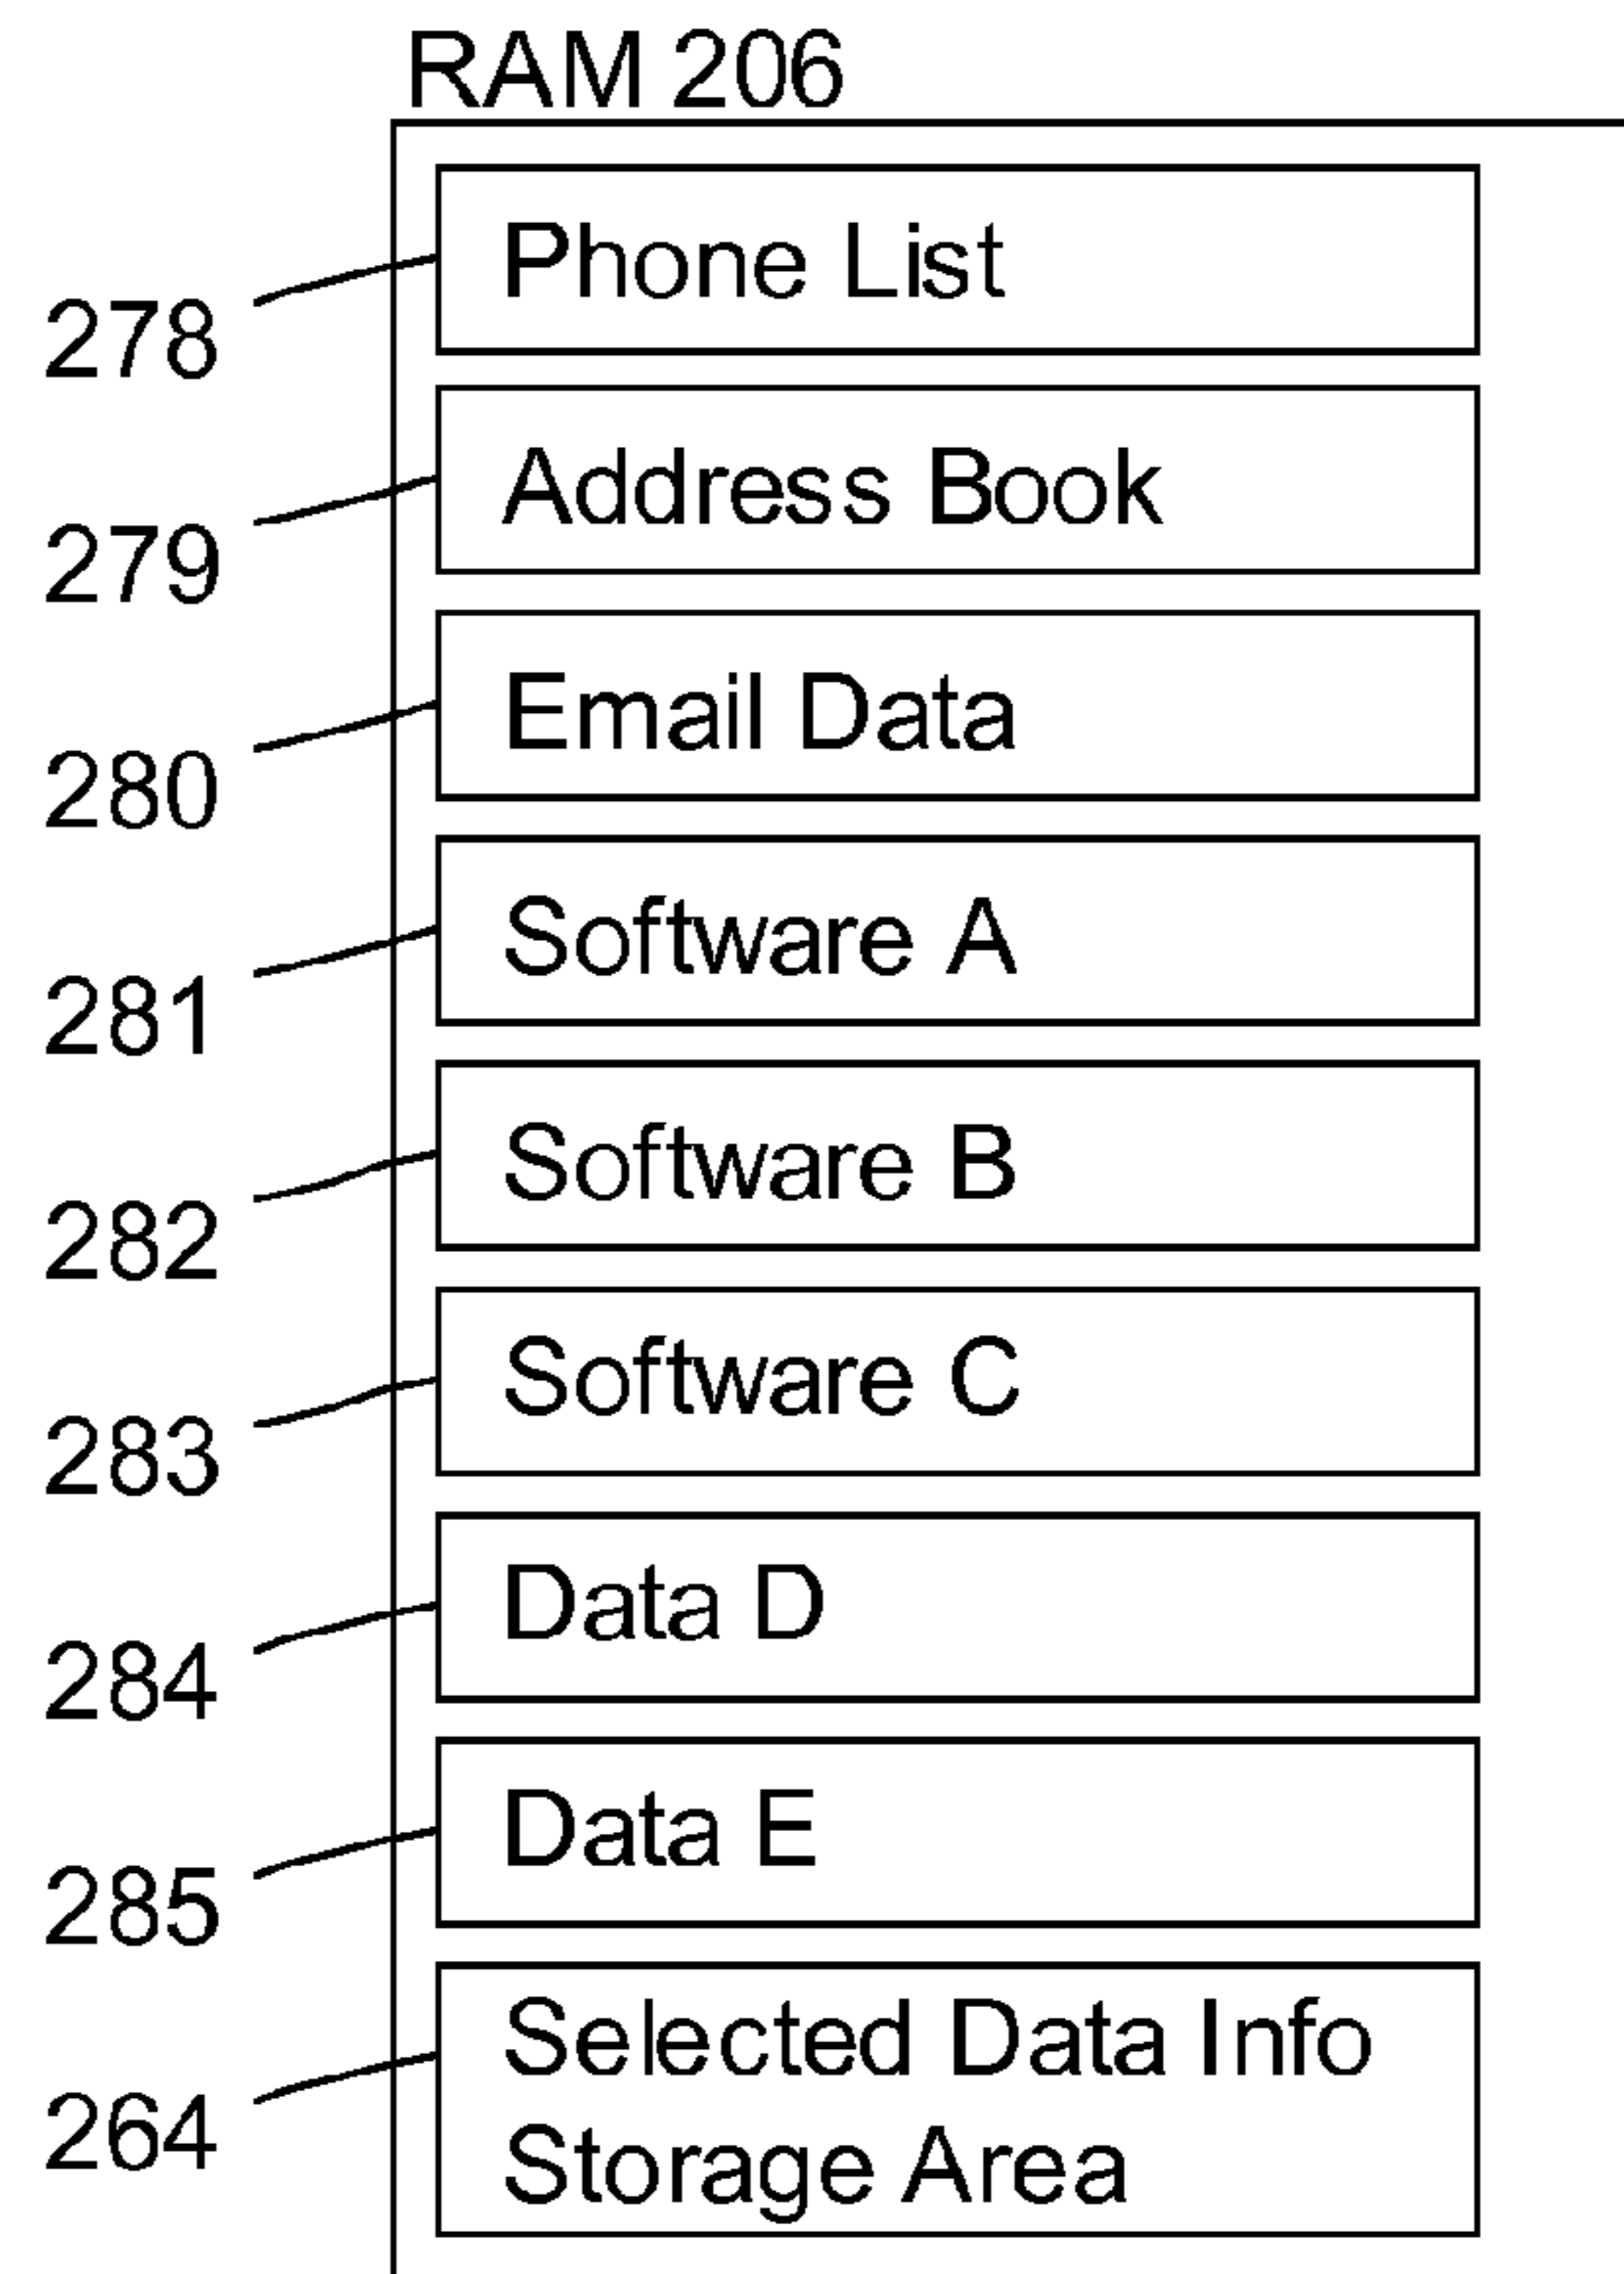 RAM 206
278 Phone List
279 Address Book
280 Email Data
281 Software A
282 Software B
283 Software C
284 Data D
285 Data E
264 Selected Data Info
Storage Area